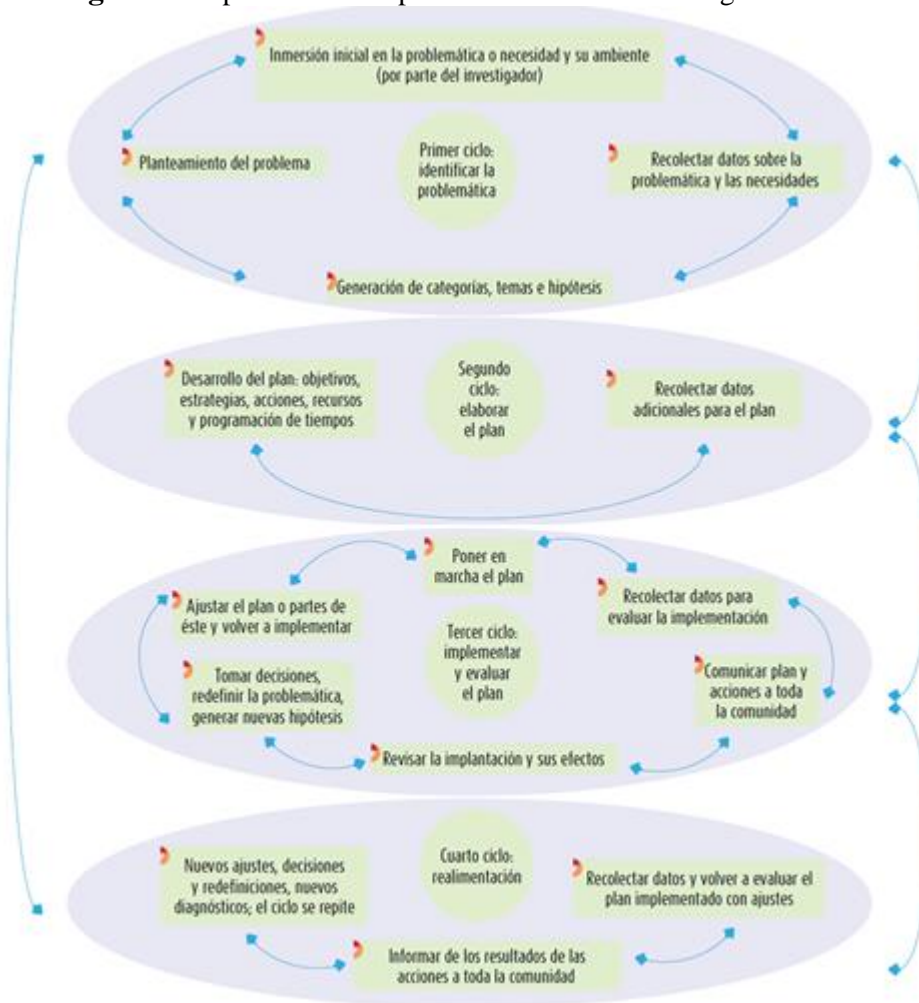 Inmersión inicial en la problemática o necesidad y su ambiente
(por parte del investigador)
Planteamiento del problema
Primer ciclo:
identificar la
problemática
Recolectar datos sobre la
problemática y las necesidades
Generación de categorías, temas e hipótesis
Desarrollo del plan: objetivos,
estrategias, acciones, recursos
y programación de tiempos
Segundo
ciclo:
elaborar
el plan
Recolectar datos
adicionales para el plan
Poner en
marcha el plan
Ajustar el plan o partes de
éste y volver a implementar
Recolectar datos para
evaluar la implementación
Tercer ciclo:
implementar
y evaluar
el plan
Tomar decisiones,
redefinir la problemática,
generar nuevas hipótesis
Comunicar plan y
acciones a toda
la comunidad
Revisar la implantación y sus efectos
Cuarto ciclo:
realimentación
Nuevos ajustes, decisiones
y redefiniciones, nuevos
diagnósticos; el ciclo se repite
Recolectar datos y volver a evaluar el
plan implementado con ajustes
Informar de los resultados de las
acciones a toda la comunidad